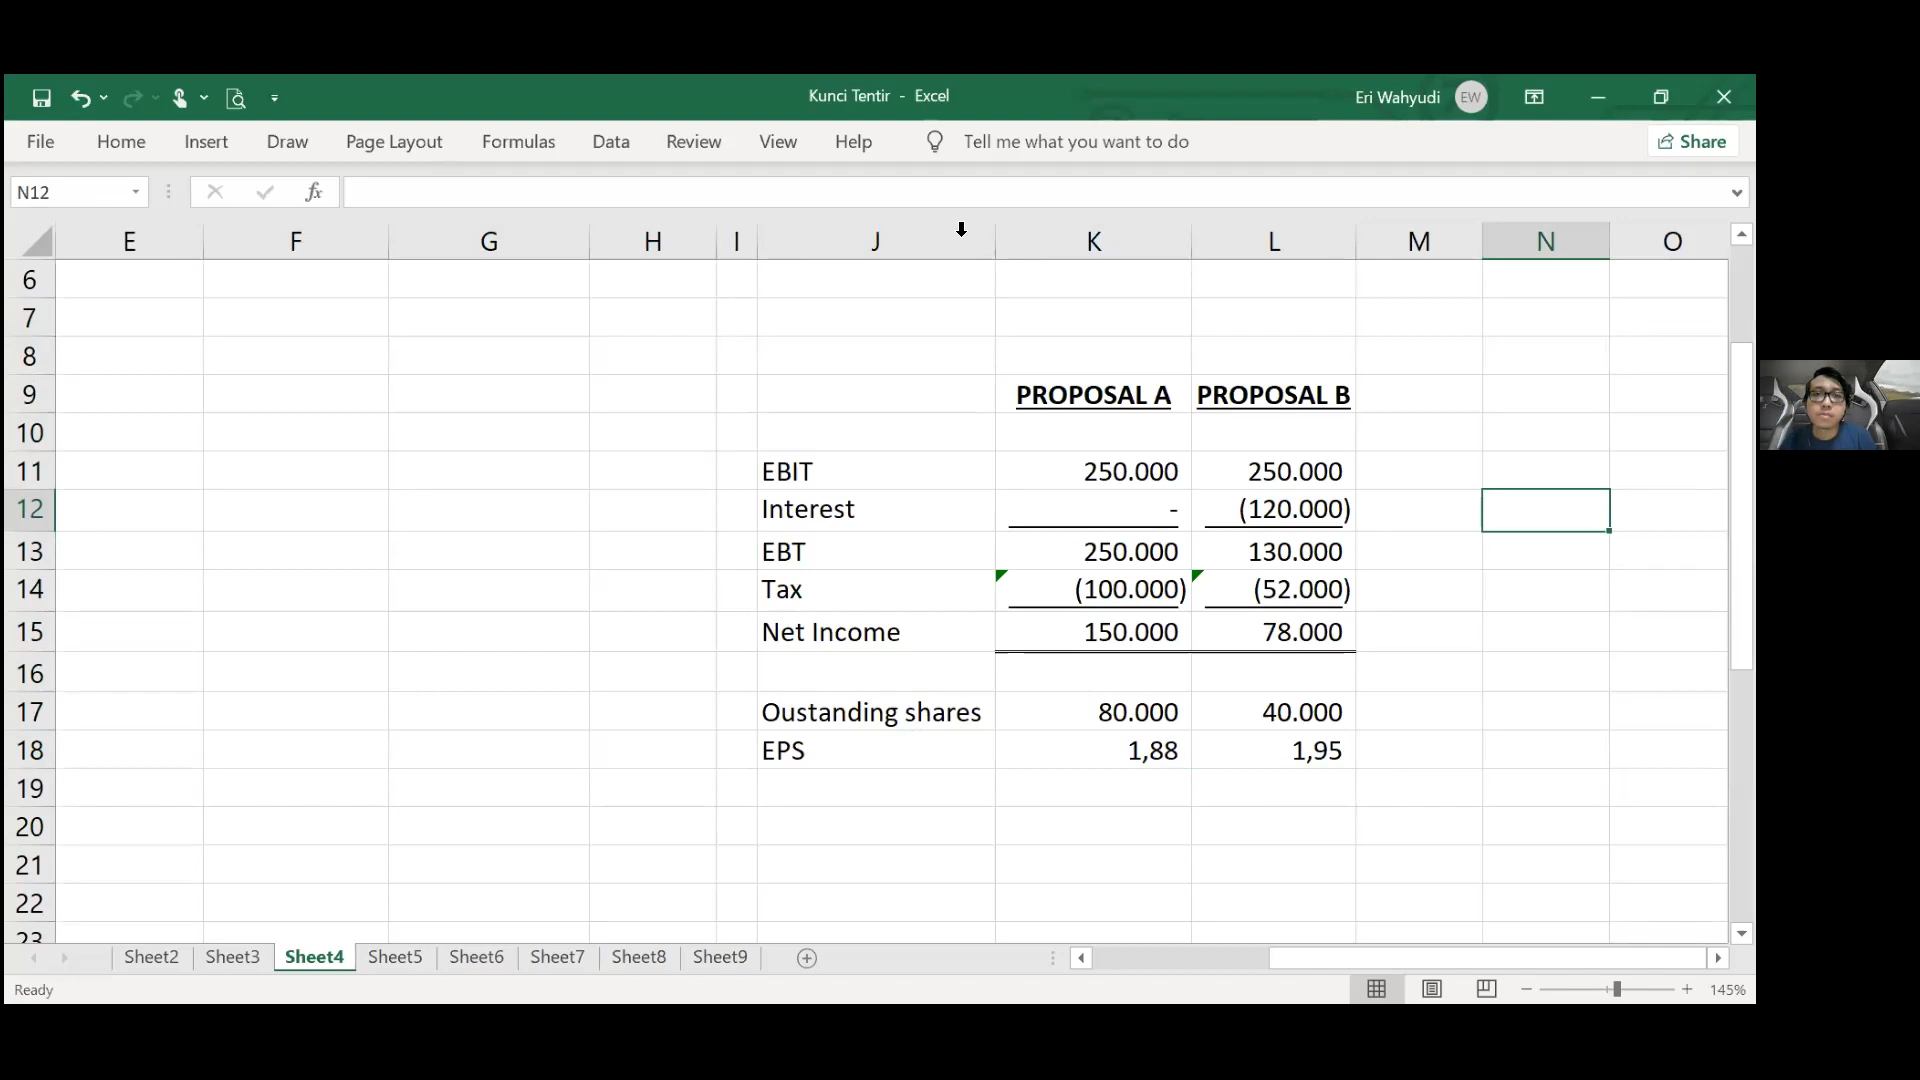 Kunci Tentir - Excel
Eri Wahyudi EW
File Home Insert Draw Page Layout Formulas Data Review View Help Tell me what you want to do Share
N12 fx
E F G H I J K L M N O
6
7
8
9 PROPOSAL A PROPOSAL B
10
11 EBIT 250.000 250.000
12 Interest - (120.000)
13 EBT 250.000 130.000
14 Tax (100.000) (52.000)
15 Net Income 150.000 78.000
16
17 Oustanding shares 80.000 40.000
18 EPS 1,88 1,95
19
20
21
22
23
Sheet2 Sheet3 Sheet4 Sheet5 Sheet6 Sheet7 Sheet8 Sheet9
Ready 145%